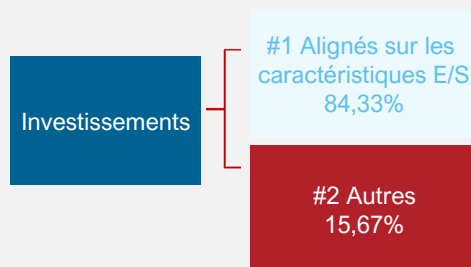 #1 Alignés sur les
caractéristiques E/S
84,33%
Investissements
#2 Autres
15,67%